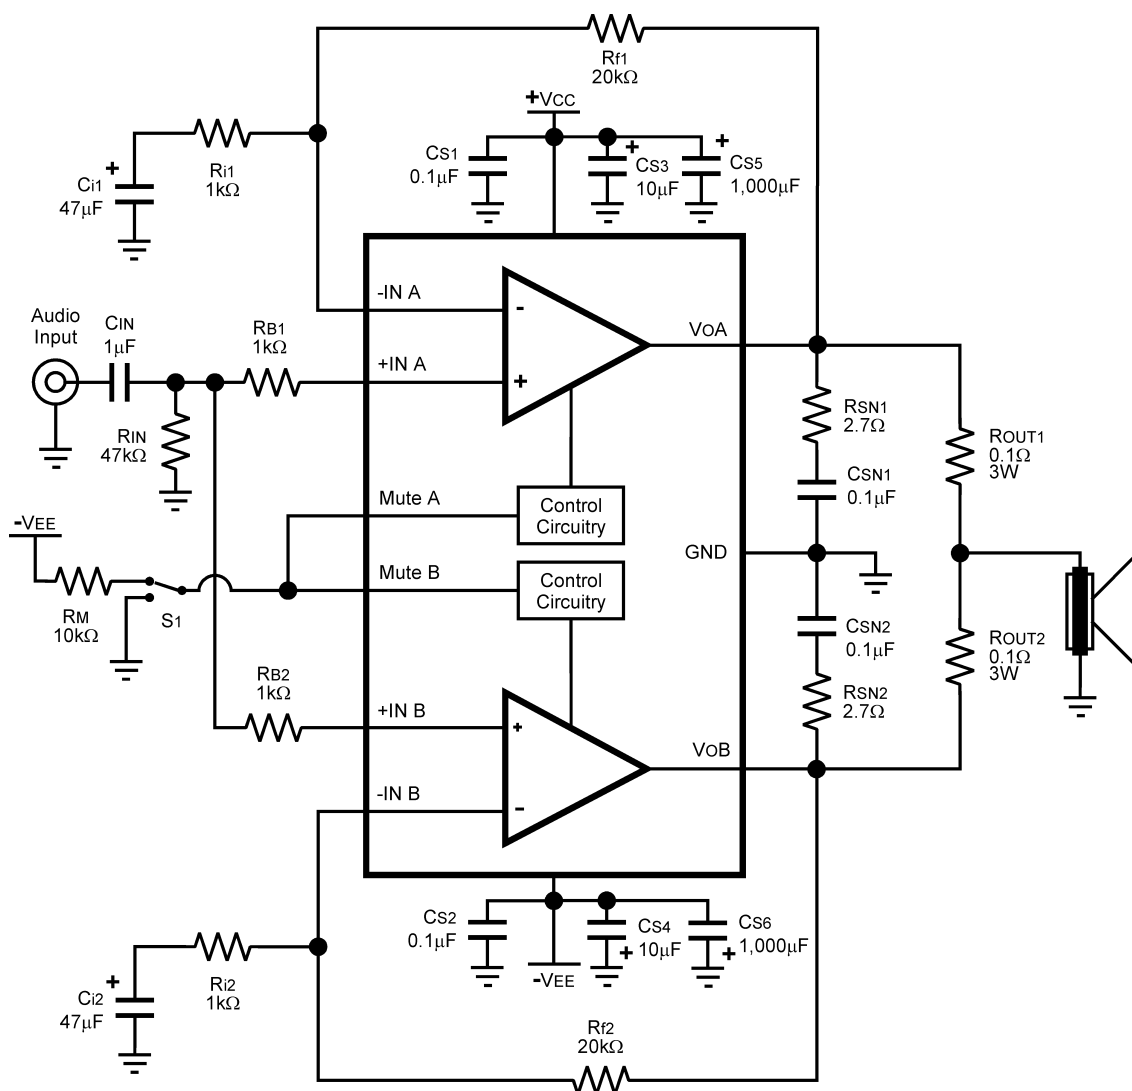 Rf1
20kΩ
+VCC
CS1
0.1µF
+
CS3
10µF
+
CS5
1,000µF
Ri1
1kΩ
+
Ci1
47µF
-IN A
-
Audio
Input
CIN
1µF
RB1
1kΩ
+IN A
+
VOA
RIN
47kΩ
RSN1
2.7Ω
ROUT1
0.1Ω
3W
CSN1
0.1µF
Mute A
Control
Circuitry
-VEE
GND
Mute B
Control
Circuitry
RM
10kΩ
S1
CSN2
0.1µF
ROUT2
0.1Ω
3W
RB2
1kΩ
+IN B
+
RSN2
2.7Ω
VOB
-IN B
-
CS2
0.1µF
CS4
10µF
+
CS6
1,000µF
+
-VEE
Ri2
1kΩ
+
Ci2
47µF
Rf2
20kΩ